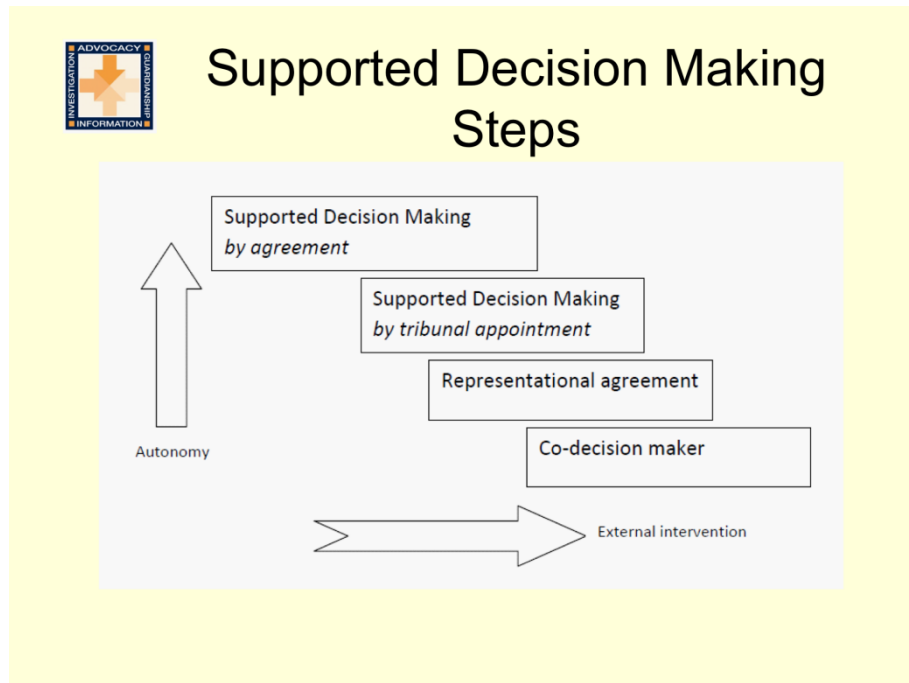 ADVOCACY
INVESTIGATION
GUARDIANSHIP
INFORMATION
Supported Decision Making
Steps
Supported Decision Making
by agreement
Supported Decision Making
by tribunal appointment
Representational agreement
Co-decision maker
Autonomy
External intervention